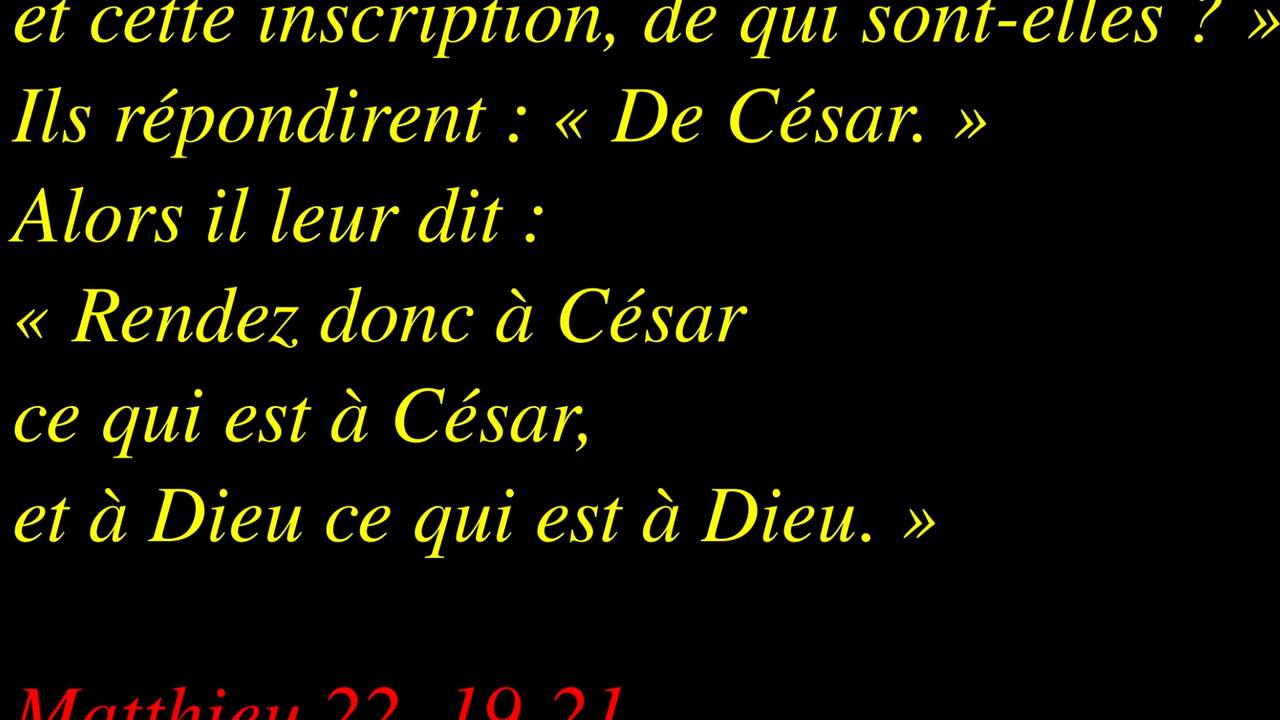 et cette inscription, de qui sont-elles ? »
Ils répondirent : « De César. »
Alors il leur dit :
« Rendez donc à César
ce qui est à César,
et à Dieu ce qui est à Dieu. »
Matthieu 22, 19-21